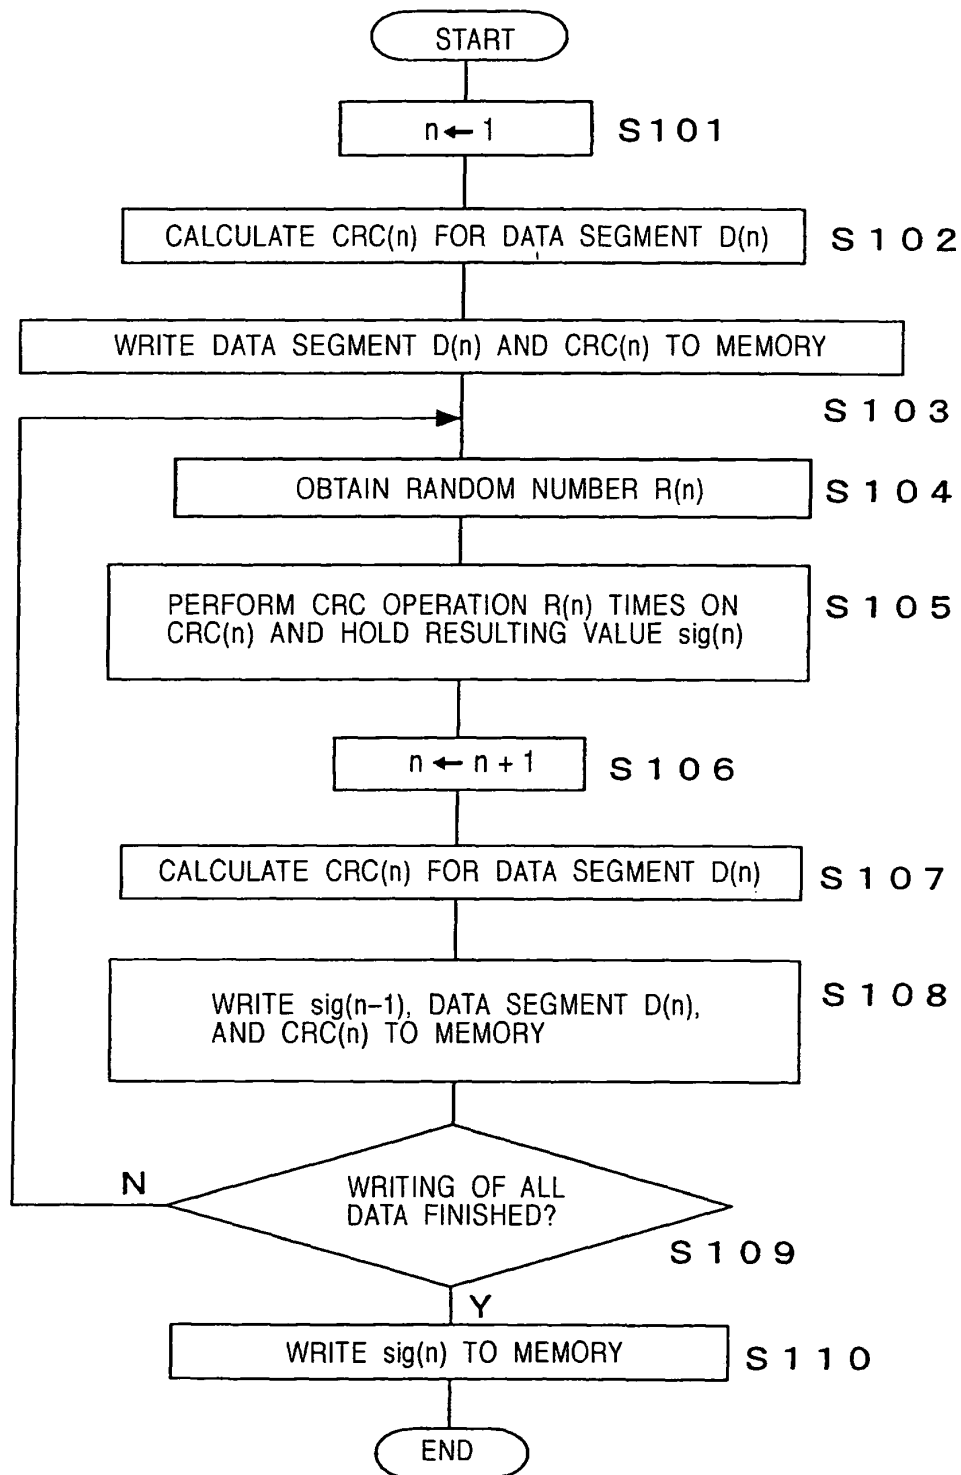 START
n ← 1
S101
CALCULATE CRC(n) FOR DATA SEGMENT D(n)
S102
WRITE DATA SEGMENT D(n) AND CRC(n) TO MEMORY
S103
OBTAIN RANDOM NUMBER R(n)
S104
PERFORM CRC OPERATION R(n) TIMES ON
CRC(n) AND HOLD RESULTING VALUE sig(n)
S105
n ← n + 1
S106
CALCULATE CRC(n) FOR DATA SEGMENT D(n)
S107
WRITE sig(n–1), DATA SEGMENT D(n),
AND CRC(n) TO MEMORY
S108
N
WRITING OF ALL
DATA FINISHED?
S109
Y
WRITE sig(n) TO MEMORY
S110
END